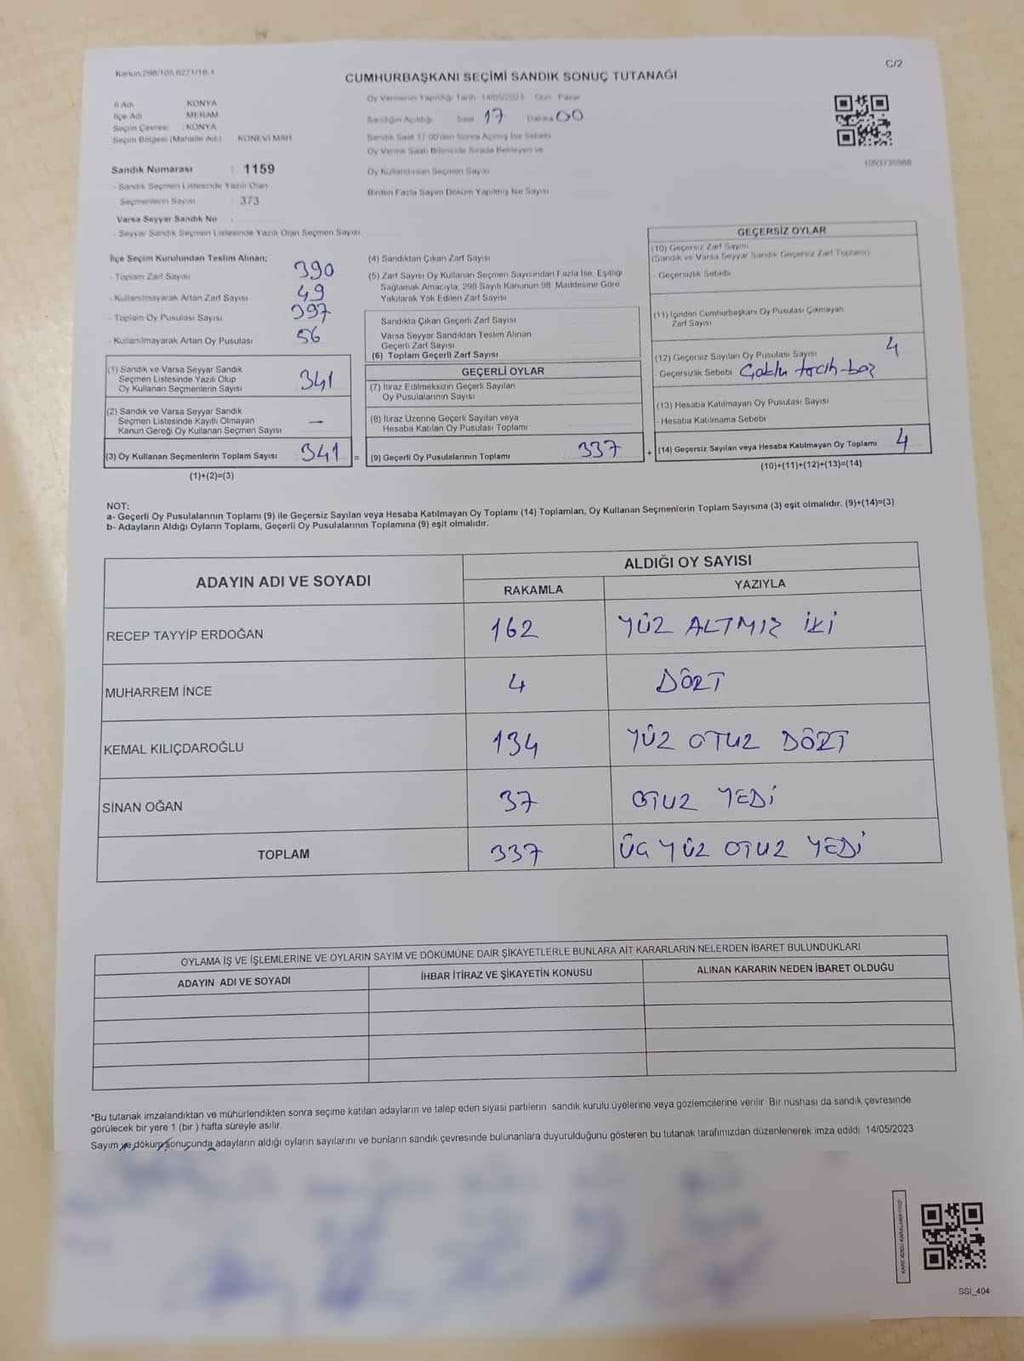 Kanun:298/105,6271/18-1
C/2
CUMHURBAŞKANI SEÇİMİ SANDIK SONUÇ TUTANAĞI
İl Adı KONYA
İlçe Adı MERAM
Seçim Çevresi : KONYA
Seçim Bölgesi (Mahalle Adı) KONEVİ MAH
Oy Vermenin Yapıldığı Tarih 14/05/2023 Gün Pazar
Sandığın Açıldığı Saat 17 Dakika 00
Sandık Saat 17:00'den Sonra Açılmış İse Sebebi
Oy Verme Saati Bitiminde Sırada Bekleyen ve
Oy Kullandırılan Seçmen Sayısı
Birden Fazla Sayım Döküm Yapılmış İse Sayısı
Sandık Numarası : 1159
- Sandık Seçmen Listesinde Yazılı Olan
Seçmenlerin Sayısı 373
Varsa Seyyar Sandık No :
- Seyyar Sandık Seçmen Listesinde Yazılı Olan Seçmen Sayısı
İlçe Seçim Kurulundan Teslim Alınan;
- Toplam Zarf Sayısı 390
- Kullanılmayarak Artan Zarf Sayısı 49
- Toplam Oy Pusulası Sayısı 397
- Kullanılmayarak Artan Oy Pusulası 56
(1) Sandık ve Varsa Seyyar Sandık
Seçmen Listesinde Yazılı Olup
Oy Kullanan Seçmenlerin Sayısı 341
(2) Sandık ve Varsa Seyyar Sandık
Seçmen Listesinde Kayıtlı Olmayan
Kanun Gereği Oy Kullanan Seçmen Sayısı —
(3) Oy Kullanan Seçmenlerin Toplam Sayısı 341 =
(1)+(2)=(3)
(4) Sandıktan Çıkan Zarf Sayısı
(5) Zarf Sayısı Oy Kullanan Seçmen Sayısından Fazla İse, Eşitliği
Sağlamak Amacıyla, 298 Sayılı Kanunun 98. Maddesine Göre
Yakılarak Yok Edilen Zarf Sayısı
Sandıkta Çıkan Geçerli Zarf Sayısı
Varsa Seyyar Sandıktan Teslim Alınan
Geçerli Zarf Sayısı
(6) Toplam Geçerli Zarf Sayısı
GEÇERLİ OYLAR
(7) İtiraz Edilmeksizin Geçerli Sayılan
Oy Pusulalarının Sayısı
(8) İtiraz Üzerine Geçerli Sayılan veya
Hesaba Katılan Oy Pusulası Toplamı
(9) Geçerli Oy Pusulalarının Toplamı 337 +
GEÇERSİZ OYLAR
(10) Geçersiz Zarf Sayısı
(Sandık ve Varsa Seyyar Sandık Geçersiz Zarf Toplamı)
- Geçersizlik Sebebi
(11) İçinden Cumhurbaşkanı Oy Pusulası Çıkmayan
Zarf Sayısı
(12) Geçersiz Sayılan Oy Pusulası Sayısı 4
Geçersizlik Sebebi Çoklu tercih-boş
(13) Hesaba Katılmayan Oy Pusulası Sayısı
- Hesaba Katılmama Sebebi
(14) Geçersiz Sayılan veya Hesaba Katılmayan Oy Toplamı 4
(10)+(11)+(12)+(13)=(14)
NOT:
a- Geçerli Oy Pusulalarının Toplamı (9) ile Geçersiz Sayılan veya Hesaba Katılmayan Oy Toplamı (14) Toplamları, Oy Kullanan Seçmenlerin Toplam Sayısına (3) eşit olmalıdır. (9)+(14)=(3)
b- Adayların Aldığı Oyların Toplamı, Geçerli Oy Pusulalarının Toplamına (9) eşit olmalıdır.
ADAYIN ADI VE SOYADI
ALDIĞI OY SAYISI
RAKAMLA YAZIYLA
RECEP TAYYİP ERDOĞAN 162 YÜZ ALTMIŞ İKİ
MUHARREM İNCE 4 DÖRT
KEMAL KILIÇDAROĞLU 134 YÜZ OTUZ DÖRT
SİNAN OĞAN 37 OTUZ YEDİ
TOPLAM 337 ÜÇ YÜZ OTUZ YEDİ
OYLAMA İŞ VE İŞLEMLERİNE VE OYLARIN SAYIM VE DÖKÜMÜNE DAİR ŞİKAYETLERLE BUNLARA AİT KARARLARIN NELERDEN İBARET BULUNDUKLARI
ADAYIN ADI VE SOYADI İHBAR İTİRAZ VE ŞİKAYETİN KONUSU ALINAN KARARIN NEDEN İBARET OLDUĞU
*Bu tutanak imzalandıktan ve mühürlendikten sonra seçime katılan adayların ve talep eden siyasi partilerin sandık kurulu üyelerine veya gözlemcilerine verilir. Bir nüshası da sandık çevresinde
görülecek bir yere 1 (bir) hafta süreyle asılır.
Sayım ve döküm sonucunda adayların aldığı oyların sayılarını ve bunların sandık çevresinde bulunanlara duyurulduğunu gösteren bu tutanak tarafımızdan düzenlenerek imza edildi. 14/05/2023
SSI_404